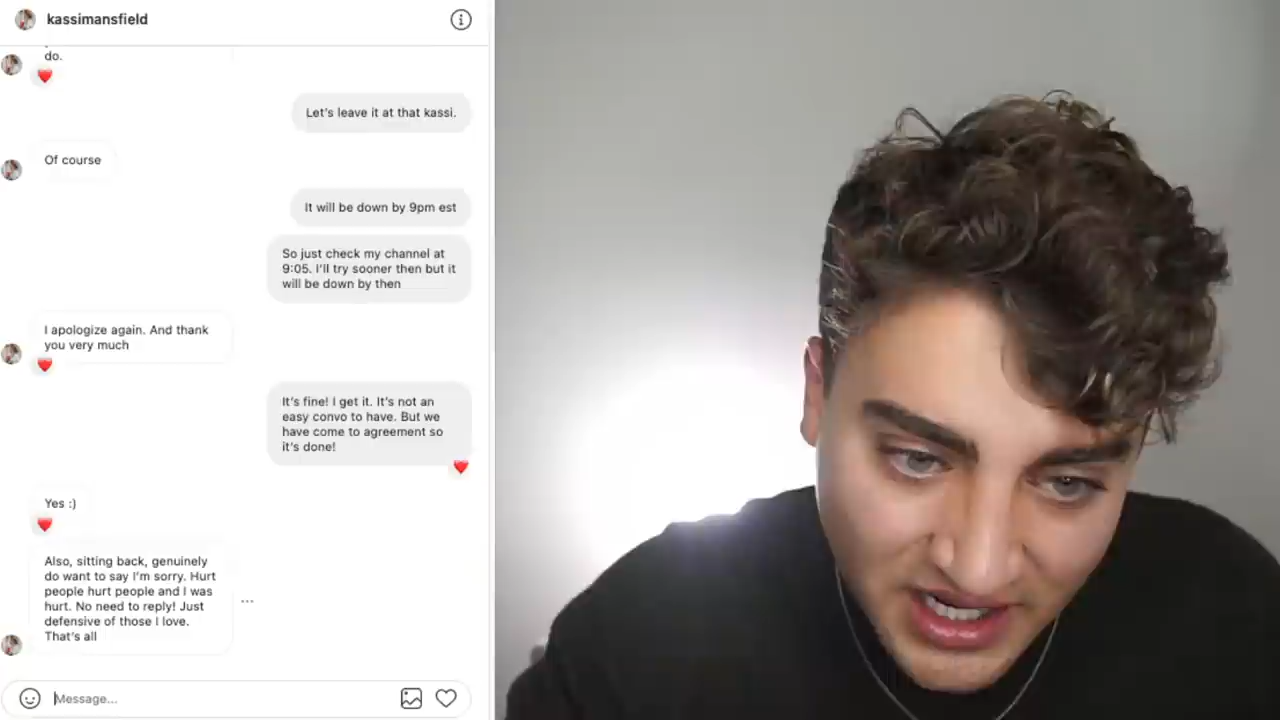 kassimansfield
do.
Let's leave it at that kassi.
Of course
It will be down by 9pm est
So just check my channel at
9:05. I'll try sooner then but it
will be down by then
I apologize again. And thank
you very much
It's fine! I get it. It's not an
easy convo to have. But we
have come to agreement so
it's done!
Yes :)
Also, sitting back, genuinely
do want to say I'm sorry. Hurt
people hurt people and I was
hurt. No need to reply! Just
defensive of those I love.
That's all
...
Message...